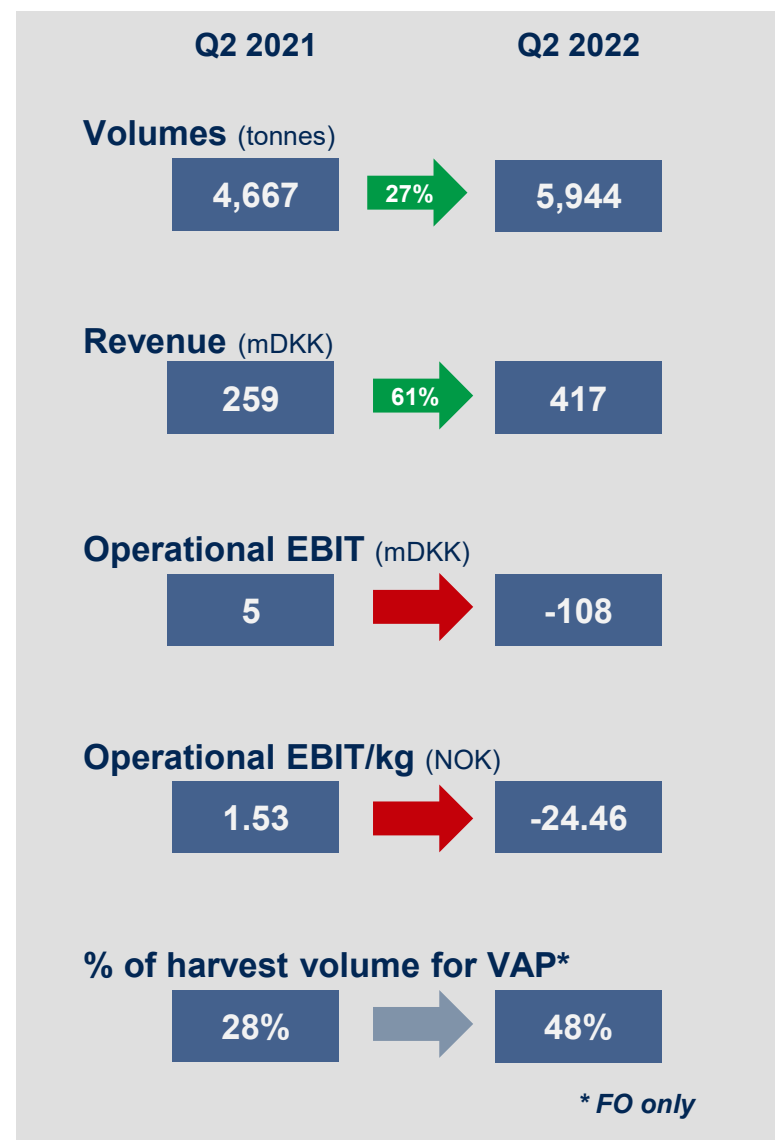 Q2 2021 Q2 2022
Volumes (tonnes)
4,667 27% 5,944
Revenue (mDKK)
259 61% 417
Operational EBIT (mDKK)
5 -108
Operational EBIT/kg (NOK)
1.53 -24.46
% of harvest volume for VAP*
28% 48%
* FO only